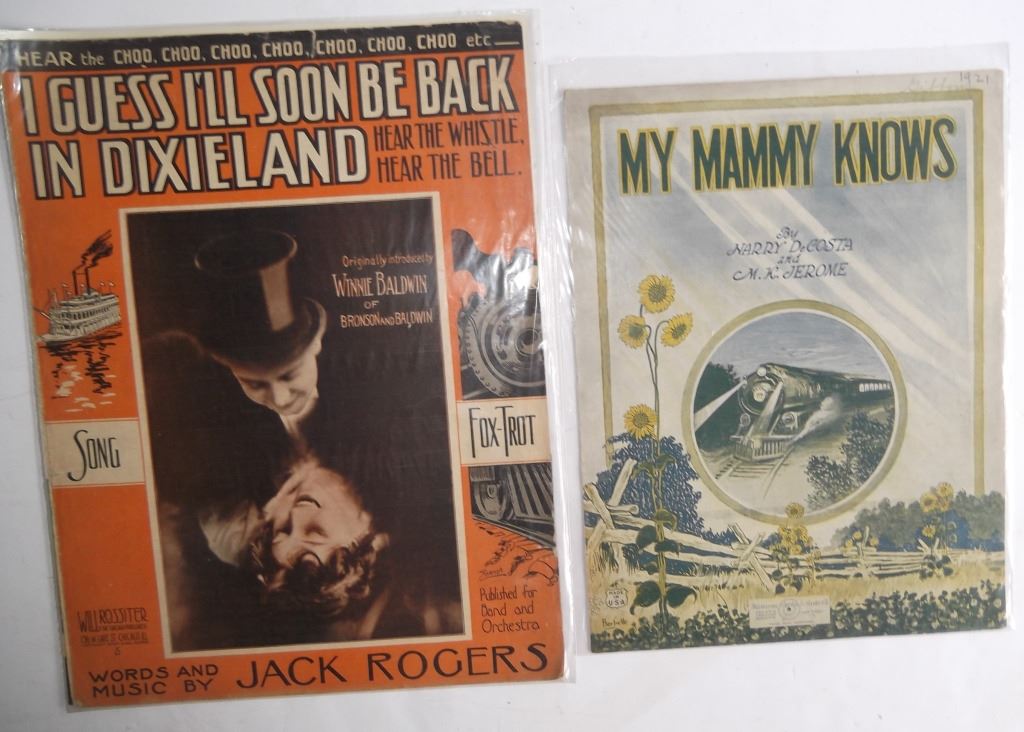 HEAR the CHOO, CHOO, CHOO, CHOO, CHOO, CHOO, CHOO etc
I GUESS I'LL SOON BE BACK
IN DIXIELAND
HEAR THE WHISTLE,
HEAR THE BELL.
Originally introduced by
WINNIE BALDWIN
OF
BRONSON AND BALDWIN
SONG
FOX-TROT
WILL ROSSITER
Published for
Band and
Orchestra
WORDS AND
MUSIC BY
JACK ROGERS
1921
MY MAMMY KNOWS
By
HARRY DeCOSTA
and
M. K. JEROME
MADE
IN
U.S.A